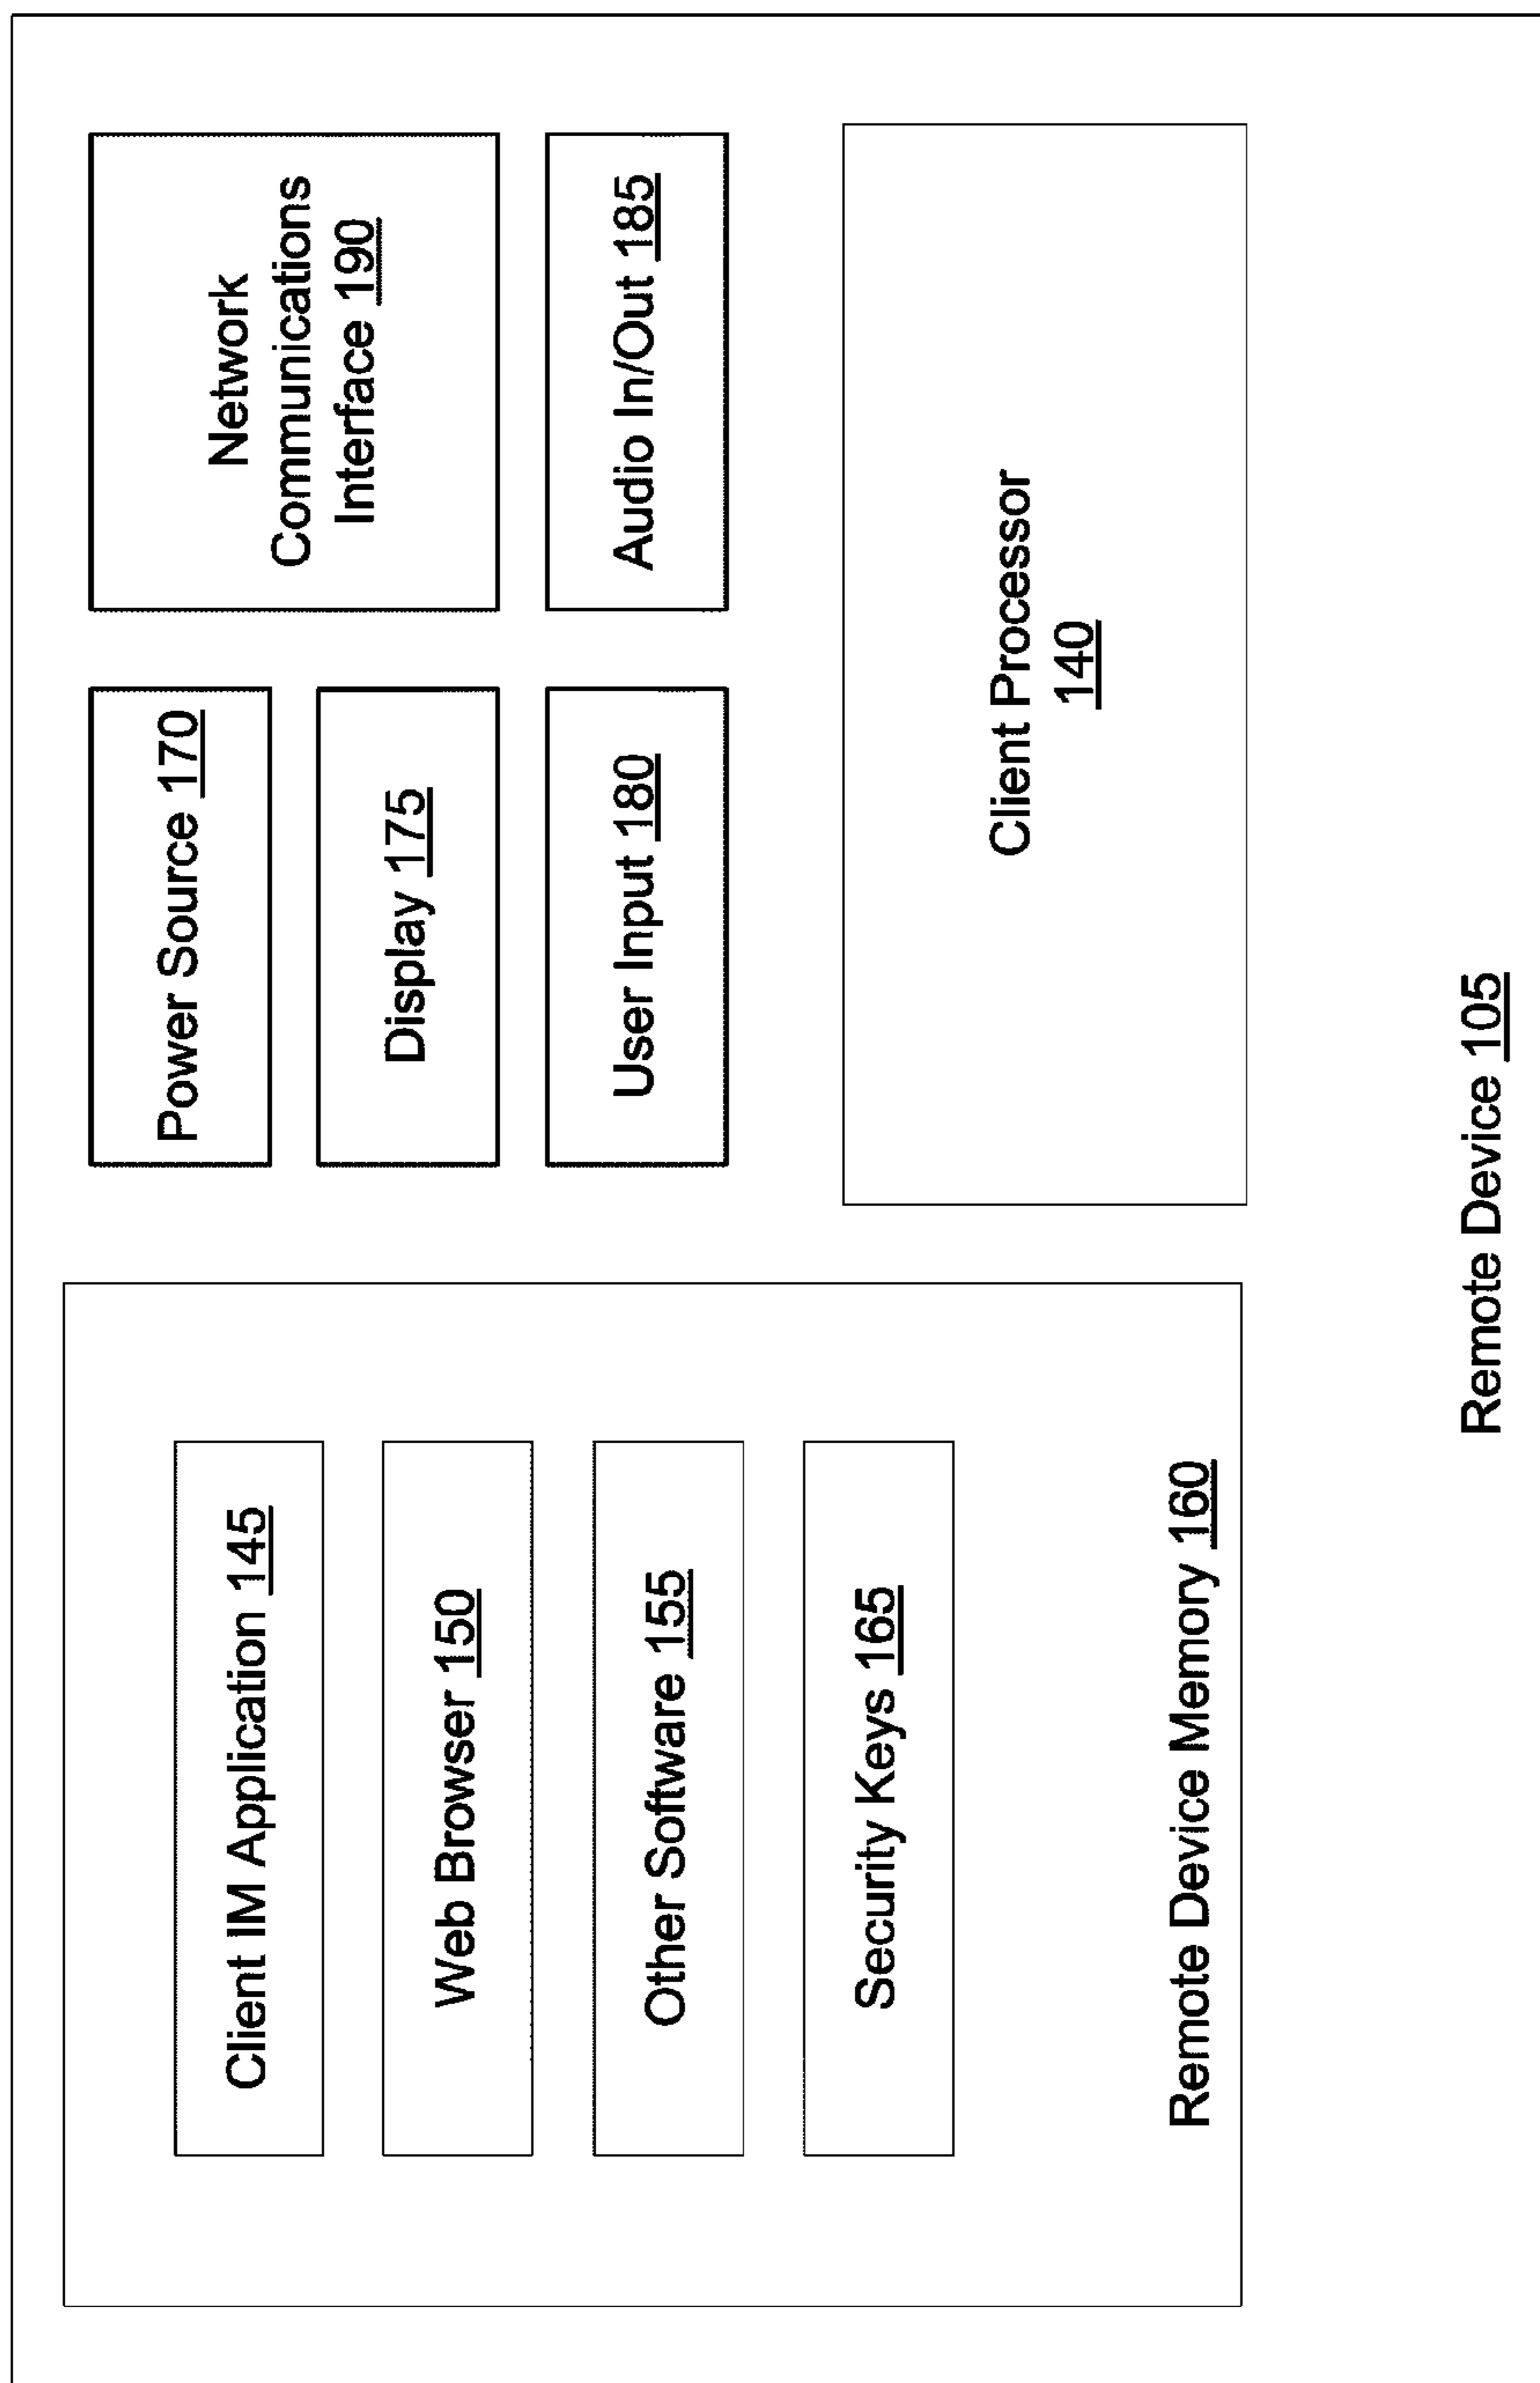 Client IM Application 145
Web Browser 150
Other Software 155
Security Keys 165
Remote Device Memory 160
Power Source 170
Display 175
User Input 180
Network
Communications
Interface 190
Audio In/Out 185
Client Processor
140
Remote Device 105